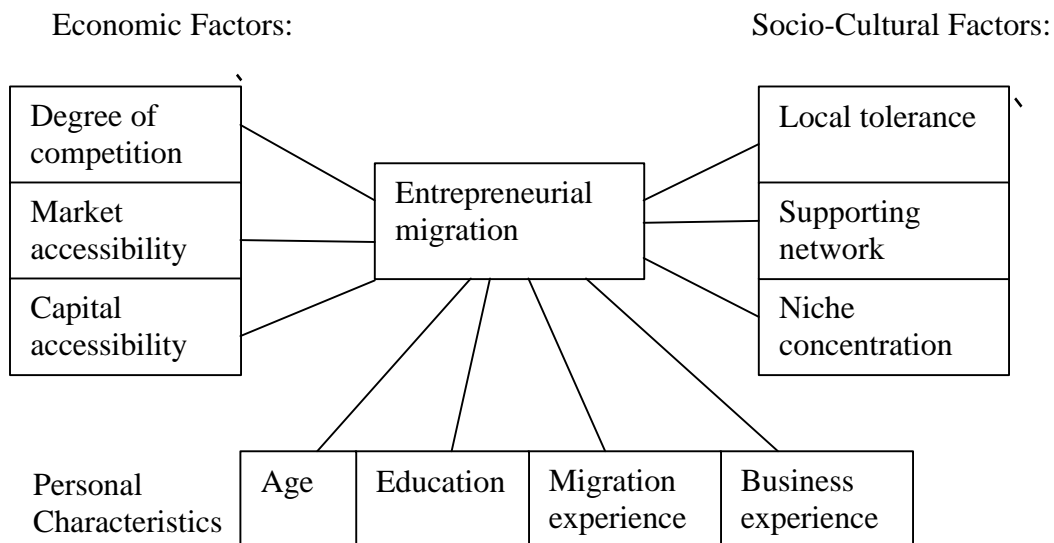 Economic Factors:
Socio-Cultural Factors:
Degree of
competition
Market
accessibility
Capital
accessibility
Entrepreneurial
migration
Local tolerance
Supporting
network
Niche
concentration
Personal
Characteristics
Age
Education
Migration
experience
Business
experience